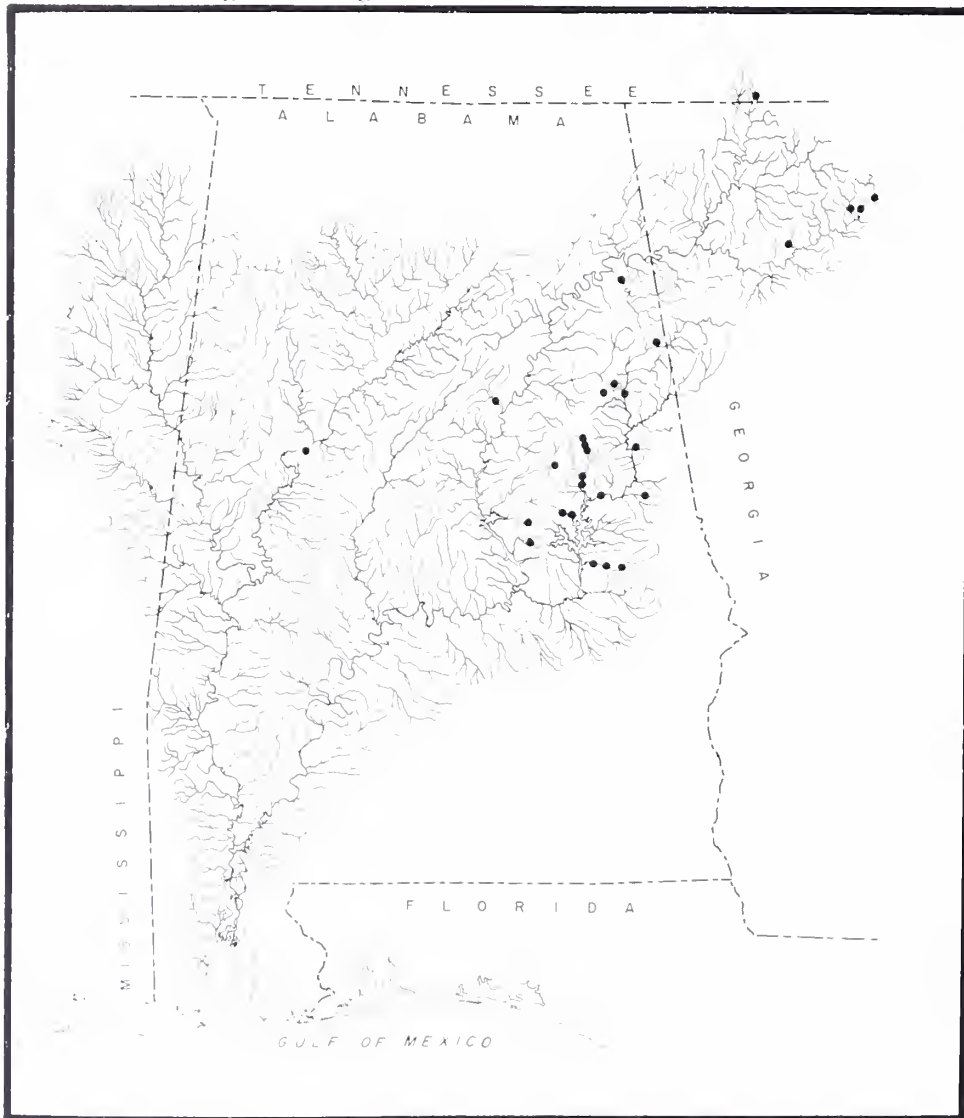 TENNESSEE
ALABAMA
GEORGIA
MISSISSIPPI
FLORIDA
GULF OF MEXICO